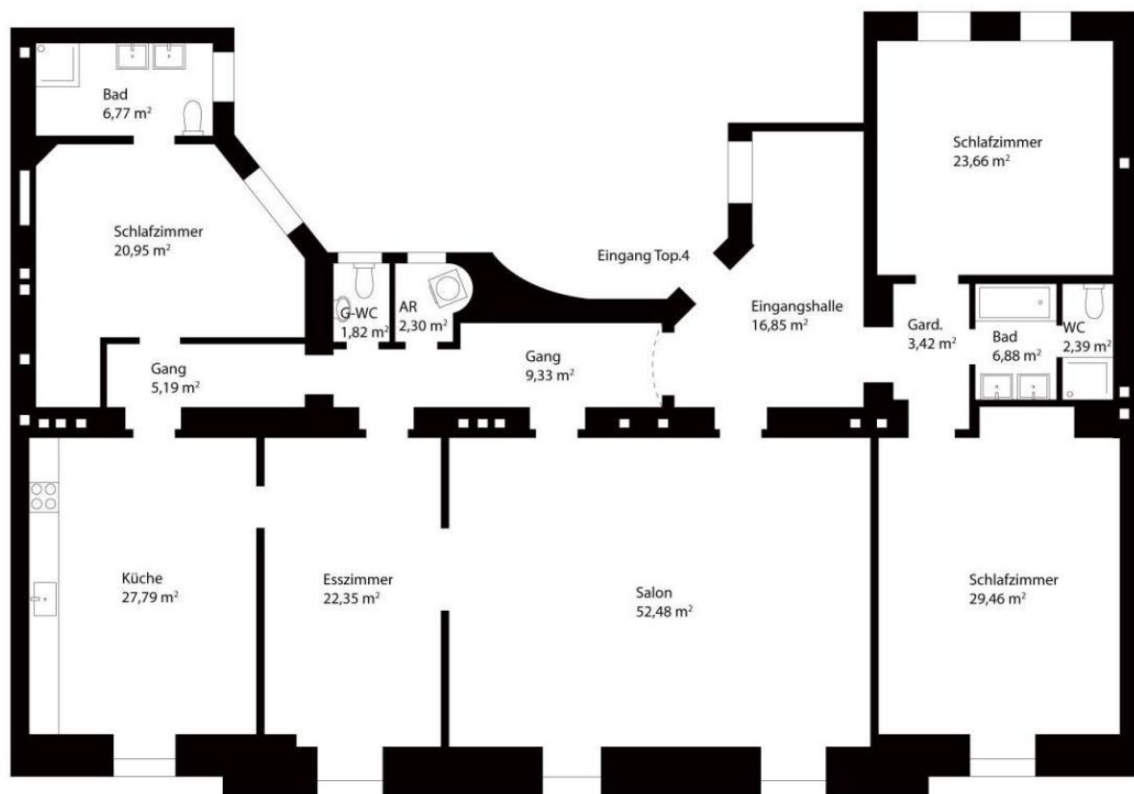 Bad
6,77 m²
Schlafzimmer
23,66 m²
Schlafzimmer
20,95 m²
Eingang Top.4
G-WC
1,82 m²
AR
2,30 m²
Eingangshalle
16,85 m²
Gard.
3,42 m²
Bad
6,88 m²
WC
2,39 m²
Gang
5,19 m²
Gang
9,33 m²
Küche
27,79 m²
Esszimmer
22,35 m²
Salon
52,48 m²
Schlafzimmer
29,46 m²